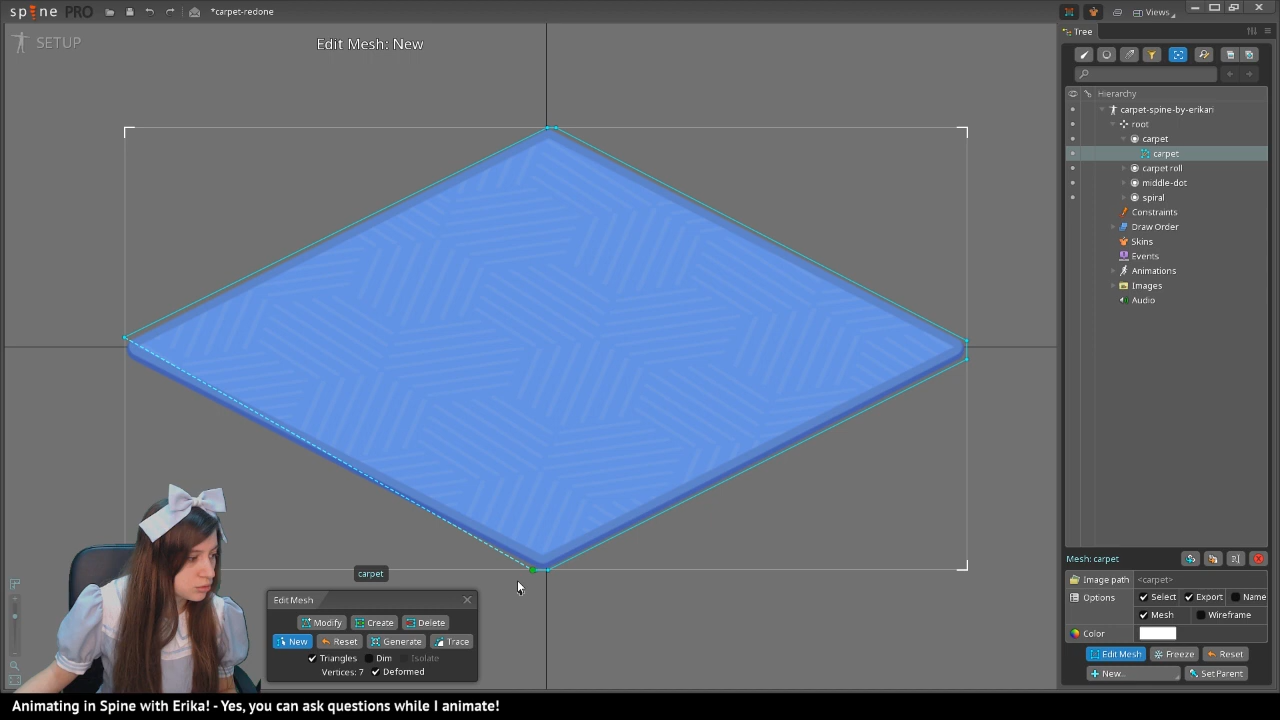 spine PRO
*carpet-redone
Views
SETUP
Edit Mesh: New
Tree
Hierarchy
carpet-spine-by-erikari
root
carpet
carpet
carpet roll
middle-dot
spiral
Constraints
Draw Order
Skins
Events
Animations
Images
Audio
carpet
Edit Mesh
Modify
Create
Delete
New
Reset
Generate
Trace
Triangles
Dim
Isolate
Vertices: 7
Deformed
Mesh: carpet
Image path
<carpet>
Options
Select
Export
Name
Mesh
Wireframe
Color
Edit Mesh
Freeze
Reset
New...
Set Parent
Animating in Spine with Erika! - Yes, you can ask questions while I animate!